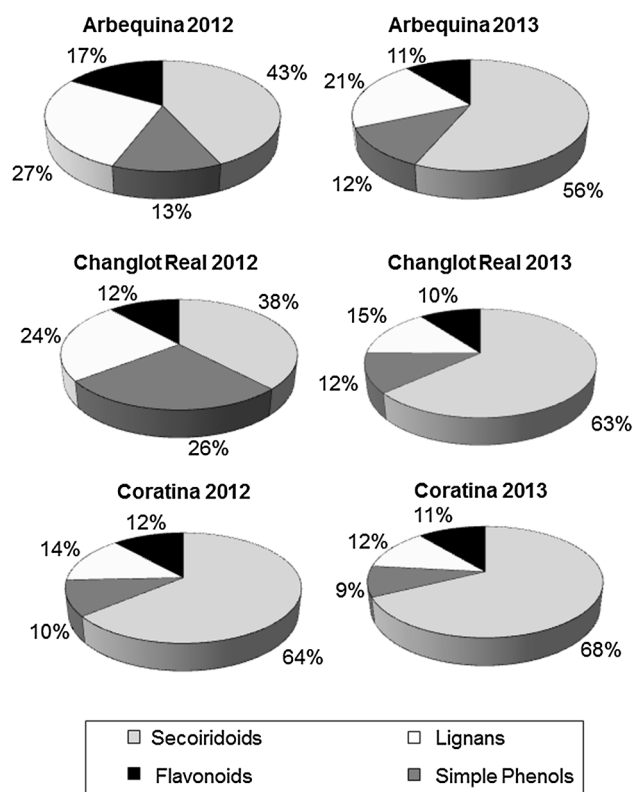 Arbequina 2012
17%
43%
27%
13%
Arbequina 2013
11%
21%
12%
56%
Changlot Real 2012
12%
38%
24%
26%
Changlot Real 2013
10%
15%
12%
63%
Coratina 2012
12%
14%
10%
64%
Coratina 2013
11%
12%
9%
68%
Secoiridoids
Lignans
Flavonoids
Simple Phenols